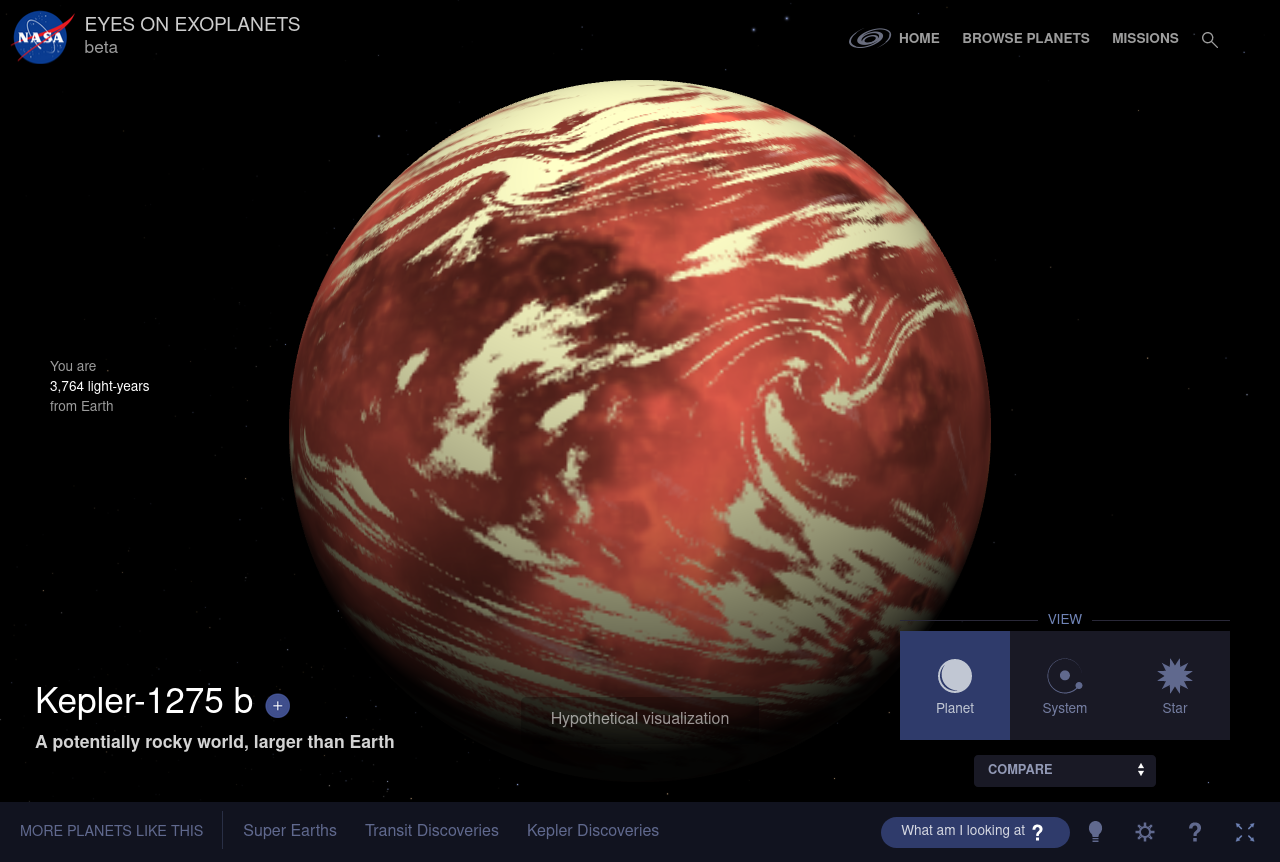 NASA
EYES ON EXOPLANETS
beta
HOME
BROWSE PLANETS
MISSIONS
You are
3,764 light-years
from Earth
VIEW
Planet
System
Star
Kepler-1275 b +
A potentially rocky world, larger than Earth
Hypothetical visualization
COMPARE
MORE PLANETS LIKE THIS
Super Earths
Transit Discoveries
Kepler Discoveries
What am I looking at ?
?